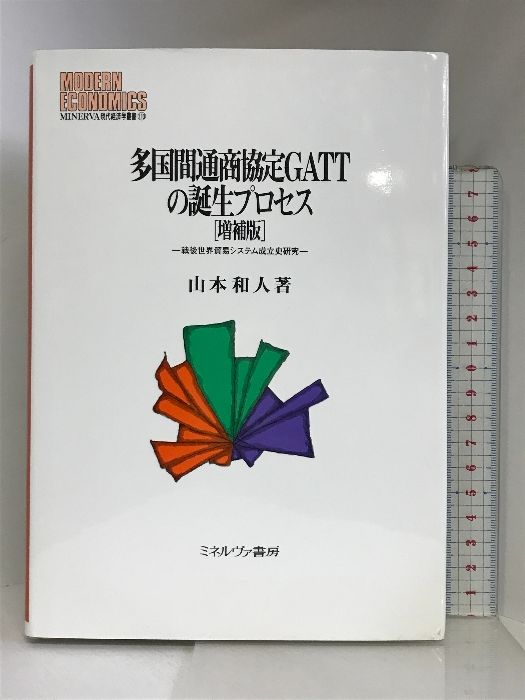 MODERN
ECONOMICS
MINERVA現代経済学叢書
多国間通商協定GATT
の誕生プロセス
[増補版]
―戦後世界貿易システム成立史研究―
山本和人著
ミネルヴァ書房